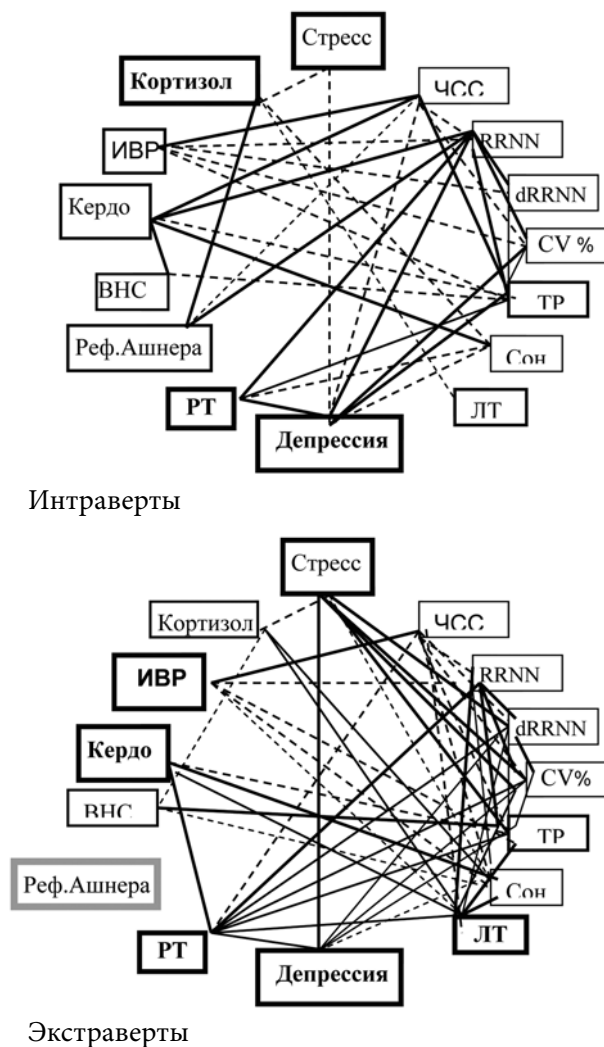 Стресс
Кортизол
ЧСС
ИВР
RRNN
Кердо
dRRNN
CV %
ВНС
ТР
Реф.Ашнера
Сон
РТ
ЛТ
Депрессия
Интраверты
Стресс
Кортизол
ЧСС
ИВР
RRNN
Кердо
dRRNN
CV%
ВНС
ТР
Реф.Ашнера
Сон
РТ
ЛТ
Депрессия
Экстраверты